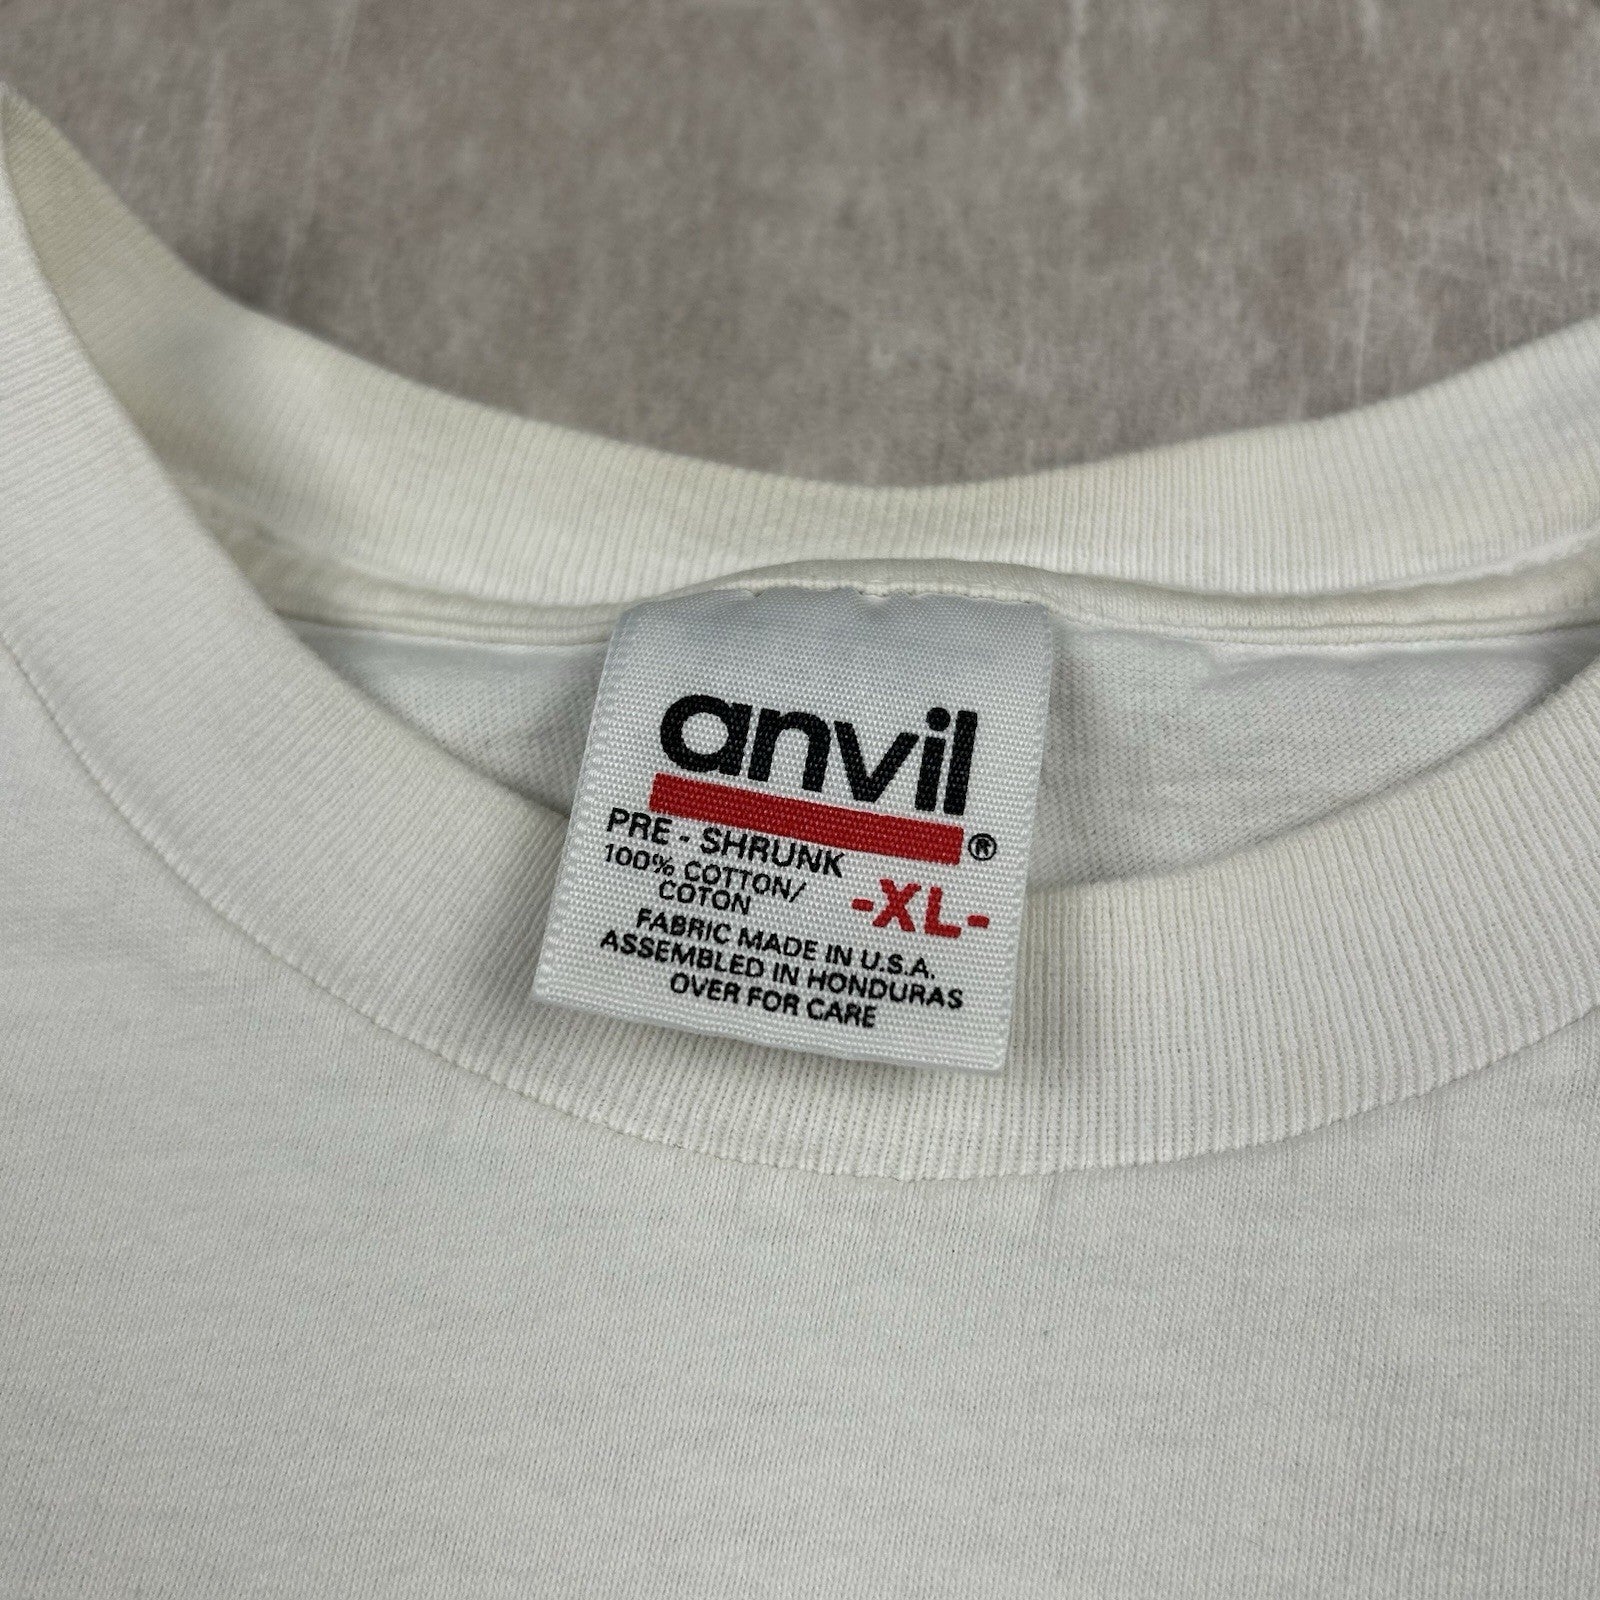 anvil®
PRE - SHRUNK
100% COTTON/
COTON
-XL-
FABRIC MADE IN U.S.A.
ASSEMBLED IN HONDURAS
OVER FOR CARE